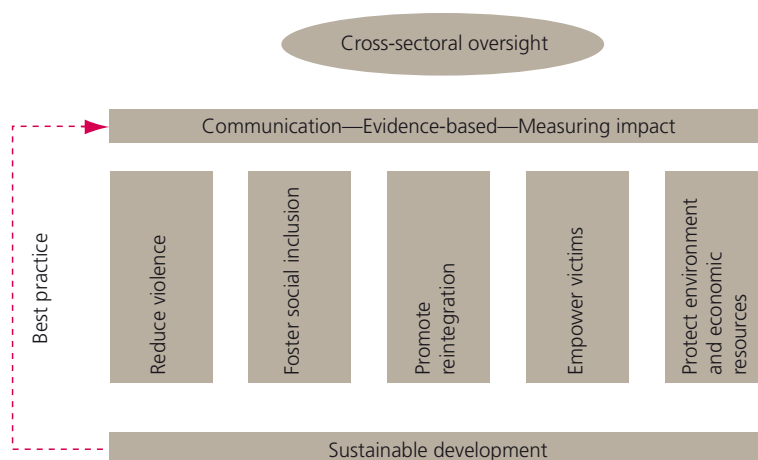 Cross-sectoral oversight
Communication—Evidence-based—Measuring impact
Best practice
Reduce violence
Foster social inclusion
Promote
reintegration
Empower victims
Protect environment
and economic
resources
Sustainable development